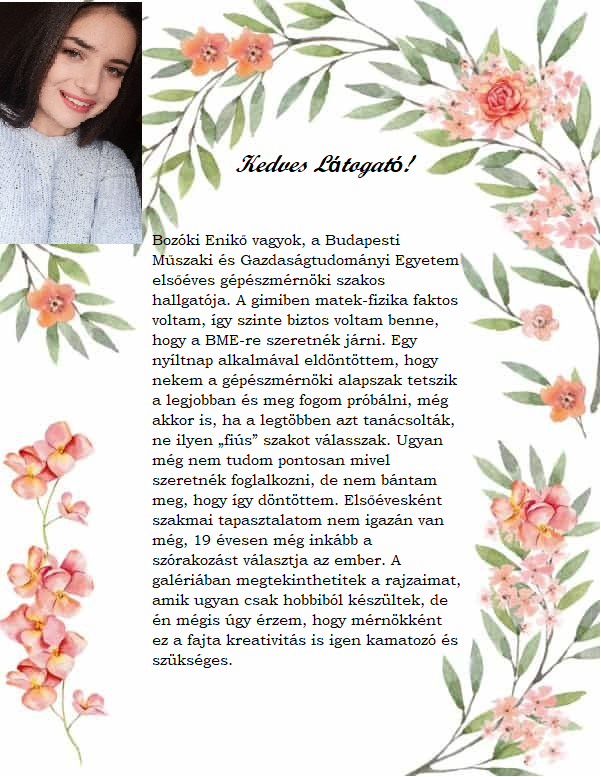 Kedves Látogató!
Bozóki Enikő vagyok, a Budapesti
Műszaki és Gazdaságtudományi Egyetem
elsőéves gépészmérnöki szakos
hallgatója. A gimiben matek-fizika faktos
voltam, így szinte biztos voltam benne,
hogy a BME-re szeretnék járni. Egy
nyíltnap alkalmával eldöntöttem, hogy
nekem a gépészmérnöki alapszak tetszik
a legjobban és meg fogom próbálni, még
akkor is, ha a legtöbben azt tanácsolták,
ne ilyen „fiús” szakot válasszak. Ugyan
még nem tudom pontosan mivel
szeretnék foglalkozni, de nem bántam
meg, hogy így döntöttem. Elsőévesként
szakmai tapasztalatom nem igazán van
még, 19 évesen még inkább a
szórakozást választja az ember. A
galériában megtekinthetitek a rajzaimat,
amik ugyan csak hobbiból készültek, de
én mégis úgy érzem, hogy mérnökként
ez a fajta kreativitás is igen kamatozó és
szükséges.